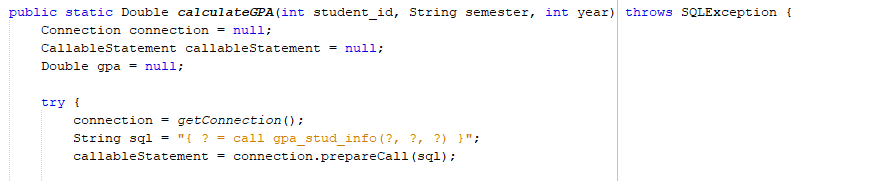 public static Double calculateGPA(int student_id, String semester, int year) throws SQLException {
Connection connection = null;
CallableStatement callableStatement = null;
Double gpa = null;
try {
connection = getConnection();
String sql = "{ ? = call gpa_stud_info(?, ?, ?) }";
callableStatement = connection.prepareCall(sql);